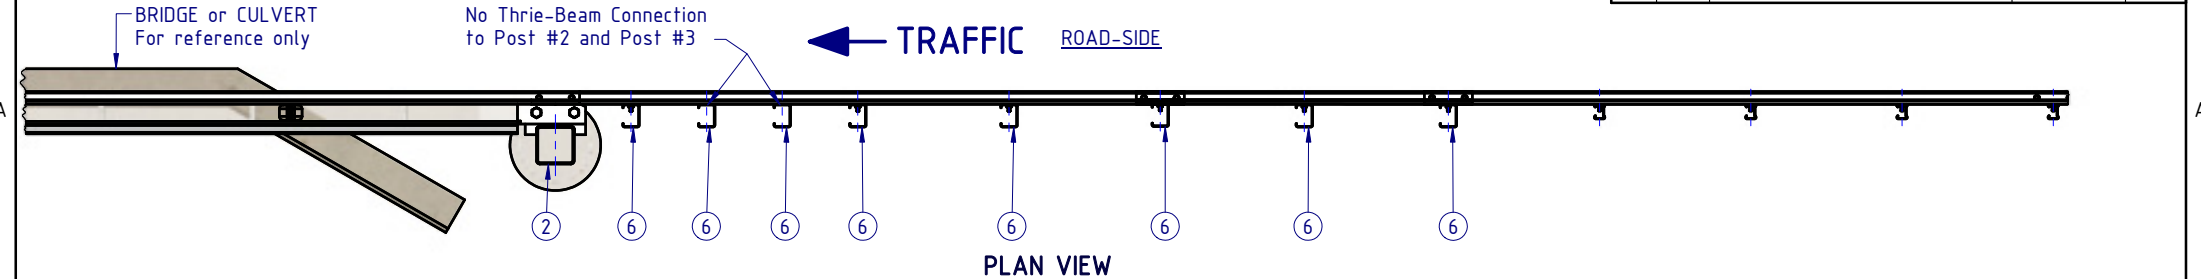 BRIDGE or CULVERT
For reference only
No Thrie-Beam Connection
to Post #2 and Post #3
TRAFFIC
ROAD-SIDE
A
2
6
6
6
6
6
6
6
6
PLAN VIEW